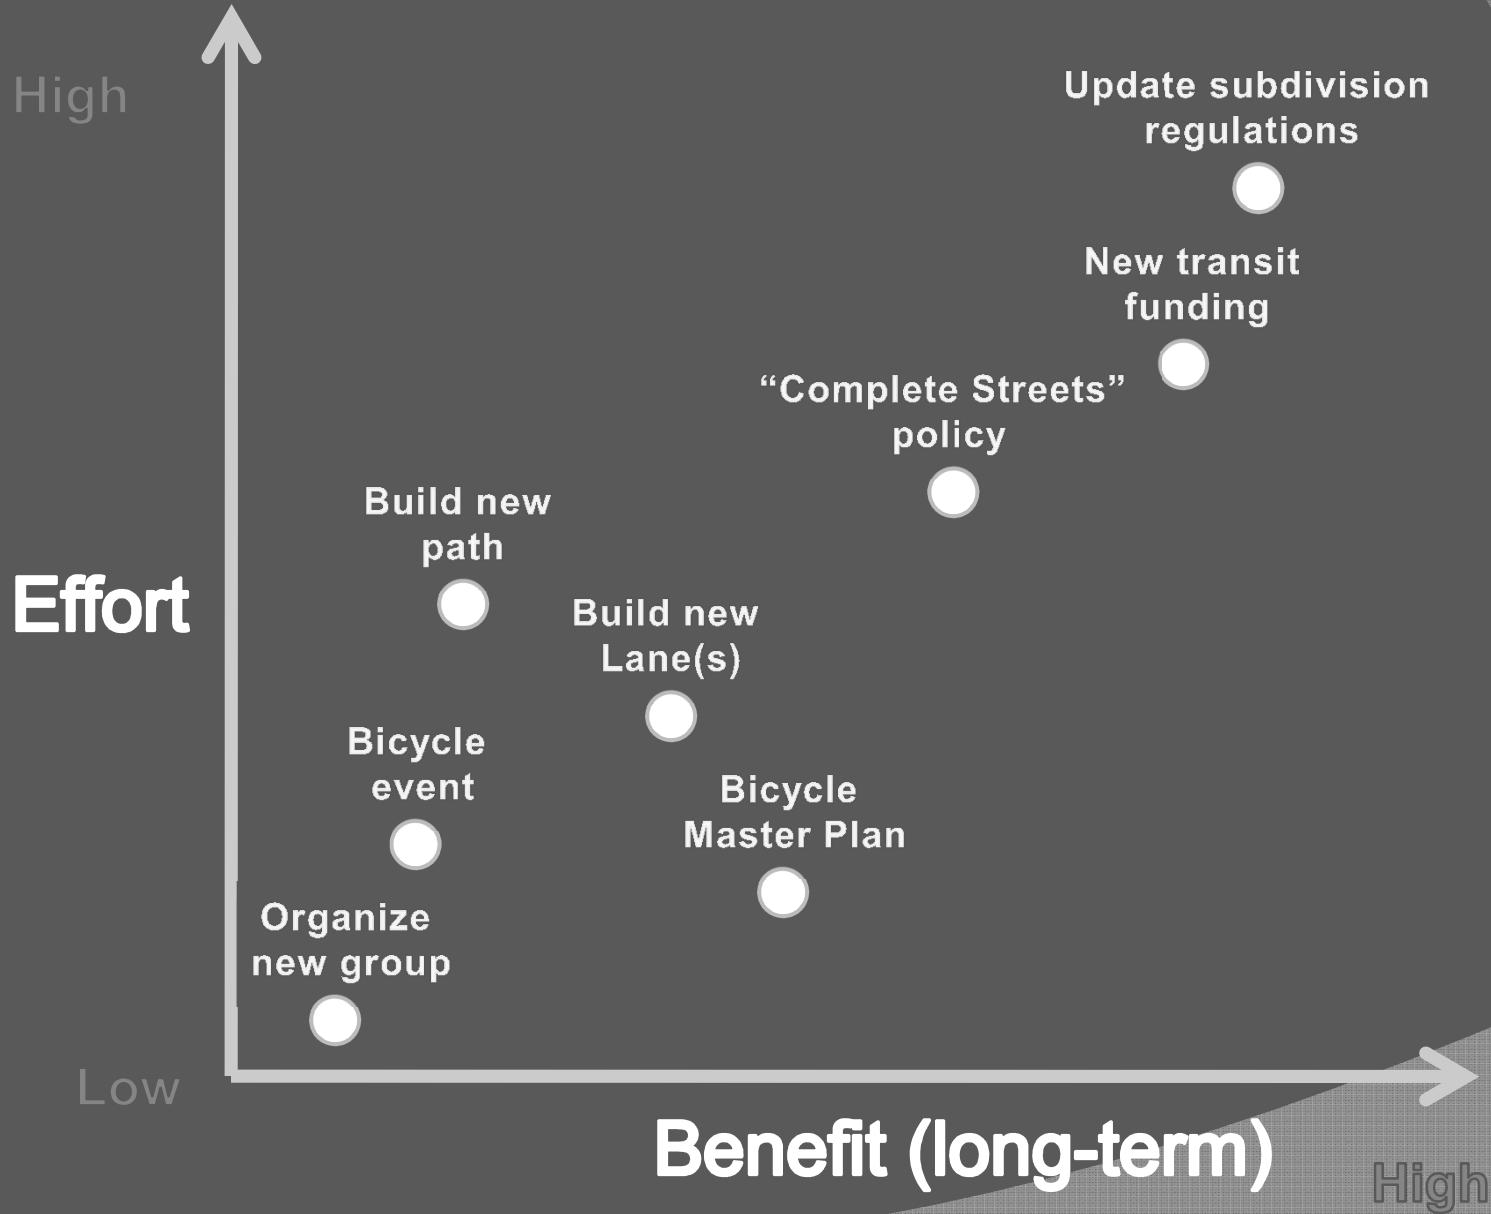 High
Update subdivision
regulations
New transit
funding
“Complete Streets”
policy
Build new
path
Effort
Build new
Lane(s)
Bicycle
event
Bicycle
Master Plan
Organize
new group
Low
Benefit (long-term)
High